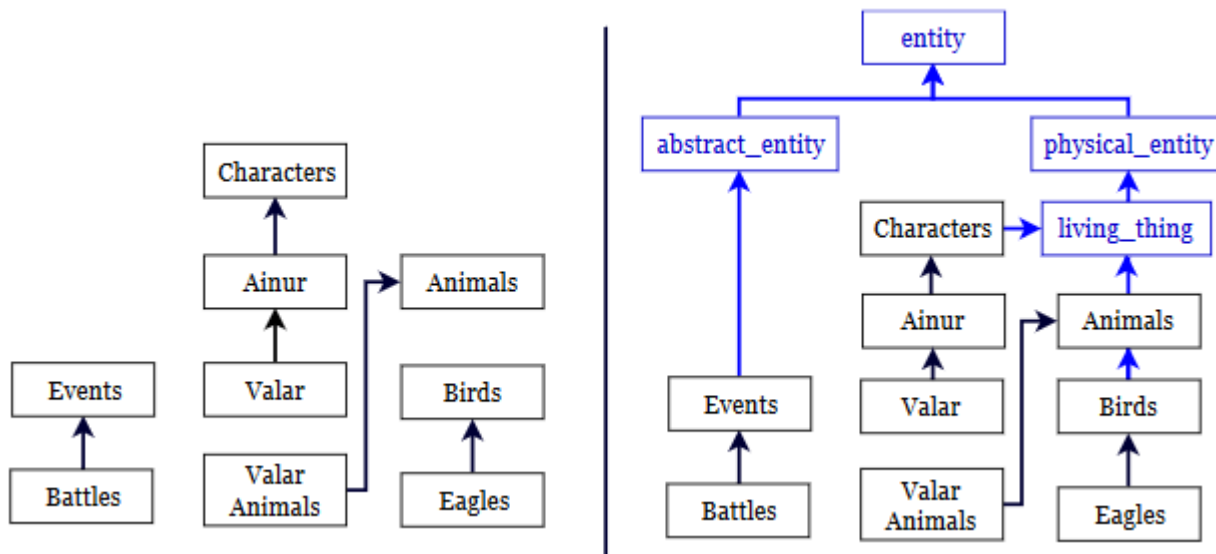 Characters
Ainur
Animals
Events
Valar
Birds
Battles
Valar
Animals
Eagles
entity
abstract_entity
physical_entity
Characters
living_thing
Ainur
Animals
Events
Valar
Birds
Battles
Valar
Animals
Eagles